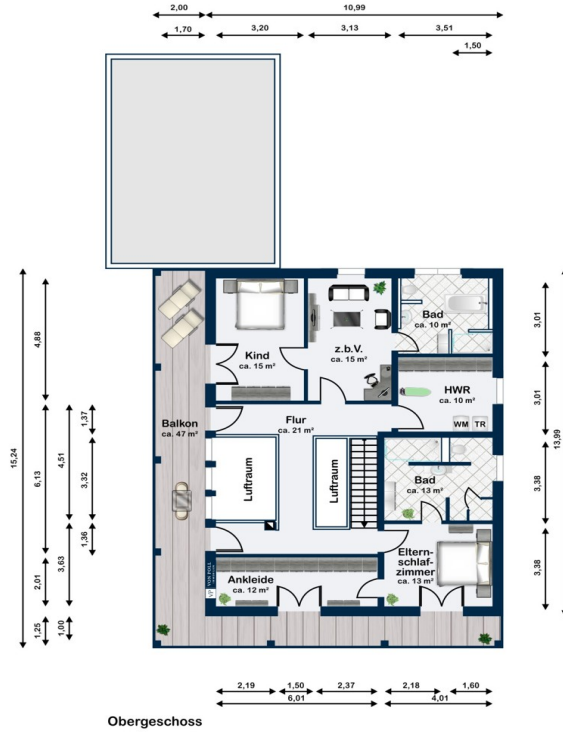 2,00
10,99
1,70
3,20
3,13
3,51
1,50
Bad
ca. 10 m²
Kind
ca. 15 m²
z.b.V.
ca. 15 m²
HWR
ca. 10 m²
WM TR
Balkon
ca. 47 m²
Flur
ca. 21 m²
Luftraum
Luftraum
Bad
ca. 13 m²
Eltern-
schlaf-
zimmer
ca. 13 m²
Ankleide
ca. 12 m²
VP VON POLL
15,24
4,88
6,13
2,01
1,25
4,51
3,63
1,00
1,37
3,32
1,36
3,01
3,01
3,38
3,38
13,99
2,19
1,50
2,37
2,18
1,60
6,01
4,01
Obergeschoss